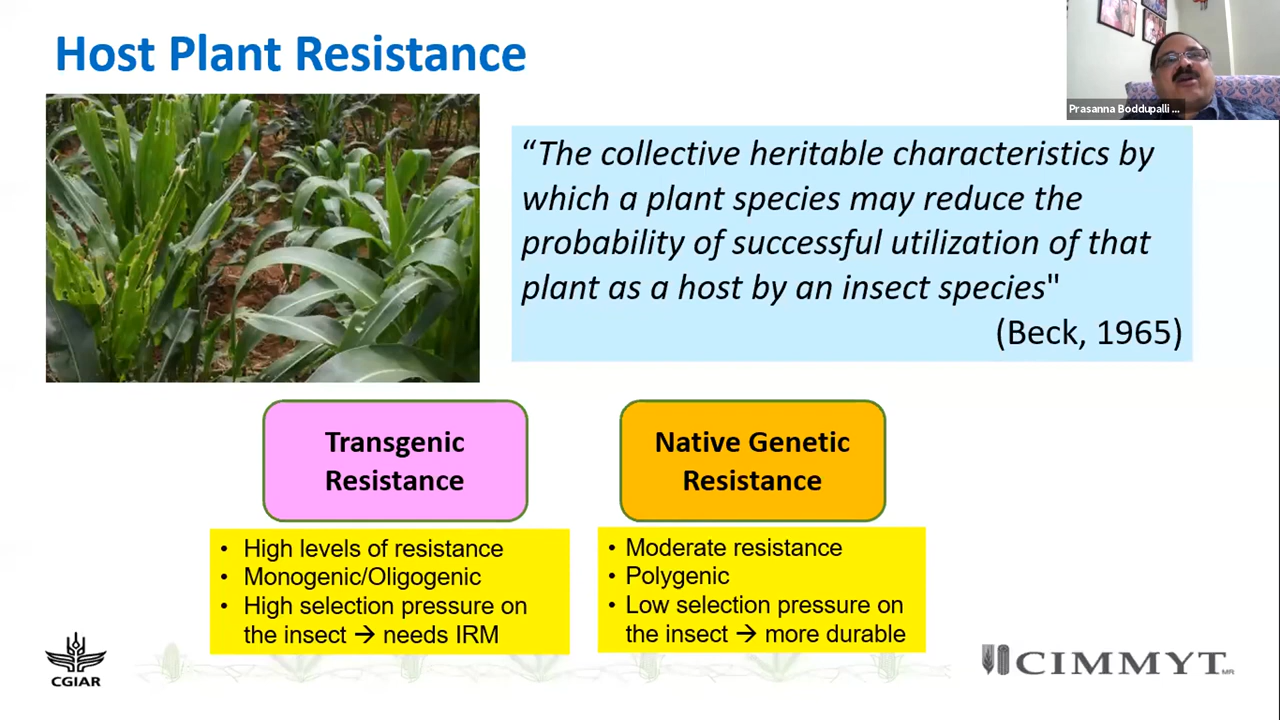 Host Plant Resistance
Prasanna Boddupalli ...
“The collective heritable characteristics by
which a plant species may reduce the
probability of successful utilization of that
plant as a host by an insect species"
(Beck, 1965)
Transgenic
Resistance
Native Genetic
Resistance
• High levels of resistance
• Monogenic/Oligogenic
• High selection pressure on
the insect → needs IRM
• Moderate resistance
• Polygenic
• Low selection pressure on
the insect → more durable
CGIAR
CIMMYT